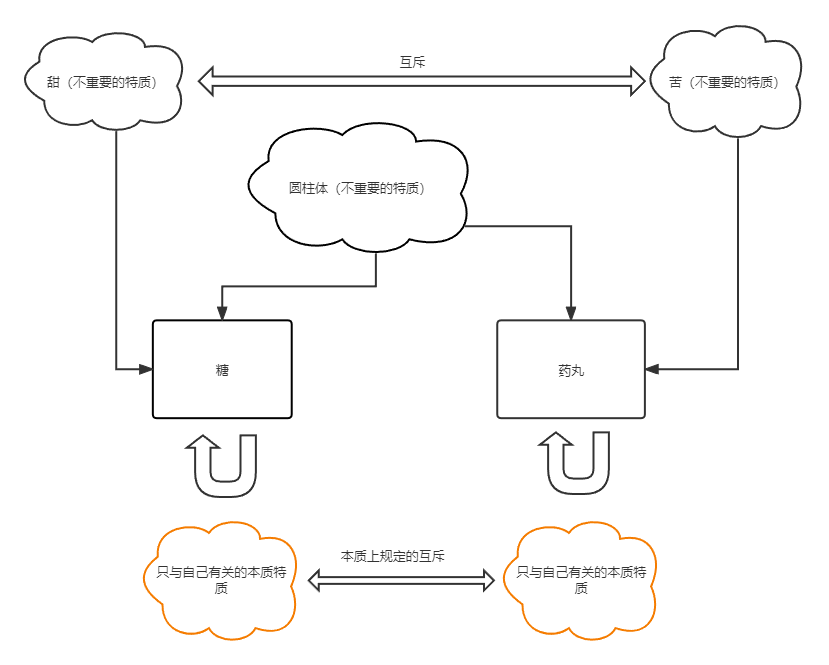 互斥
甜（不重要的特质）
苦（不重要的特质）
圆柱体（不重要的特质）
糖
药丸
本质上规定的互斥
只与自己有关的本质特
质
只与自己有关的本质特
质